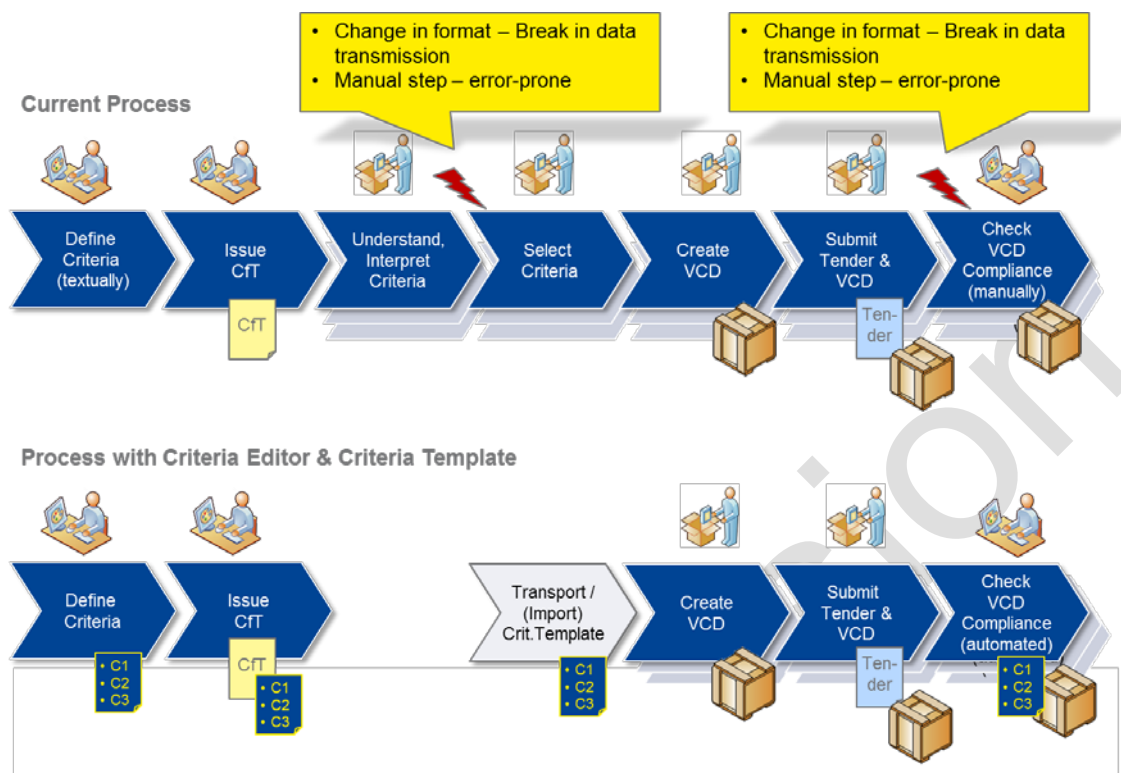 • Change in format – Break in data
transmission
• Manual step – error-prone
• Change in format – Break in data
transmission
• Manual step – error-prone
Current Process
Define
Criteria
(textually)
Issue
CfT
Understand,
Interpret
Criteria
Select
Criteria
Create
VCD
Submit
Tender &
VCD
Check
VCD
Compliance
(manually)
CfT
Ten-
der
Process with Criteria Editor & Criteria Template
Define
Criteria
Issue
CfT
Transport /
(Import)
Crit.Template
Create
VCD
Submit
Tender &
VCD
Check
VCD
Compliance
(automated)
• C1
• C2
• C3
CfT
• C1
• C2
• C3
• C1
• C2
• C3
Ten-
der
• C1
• C2
• C3